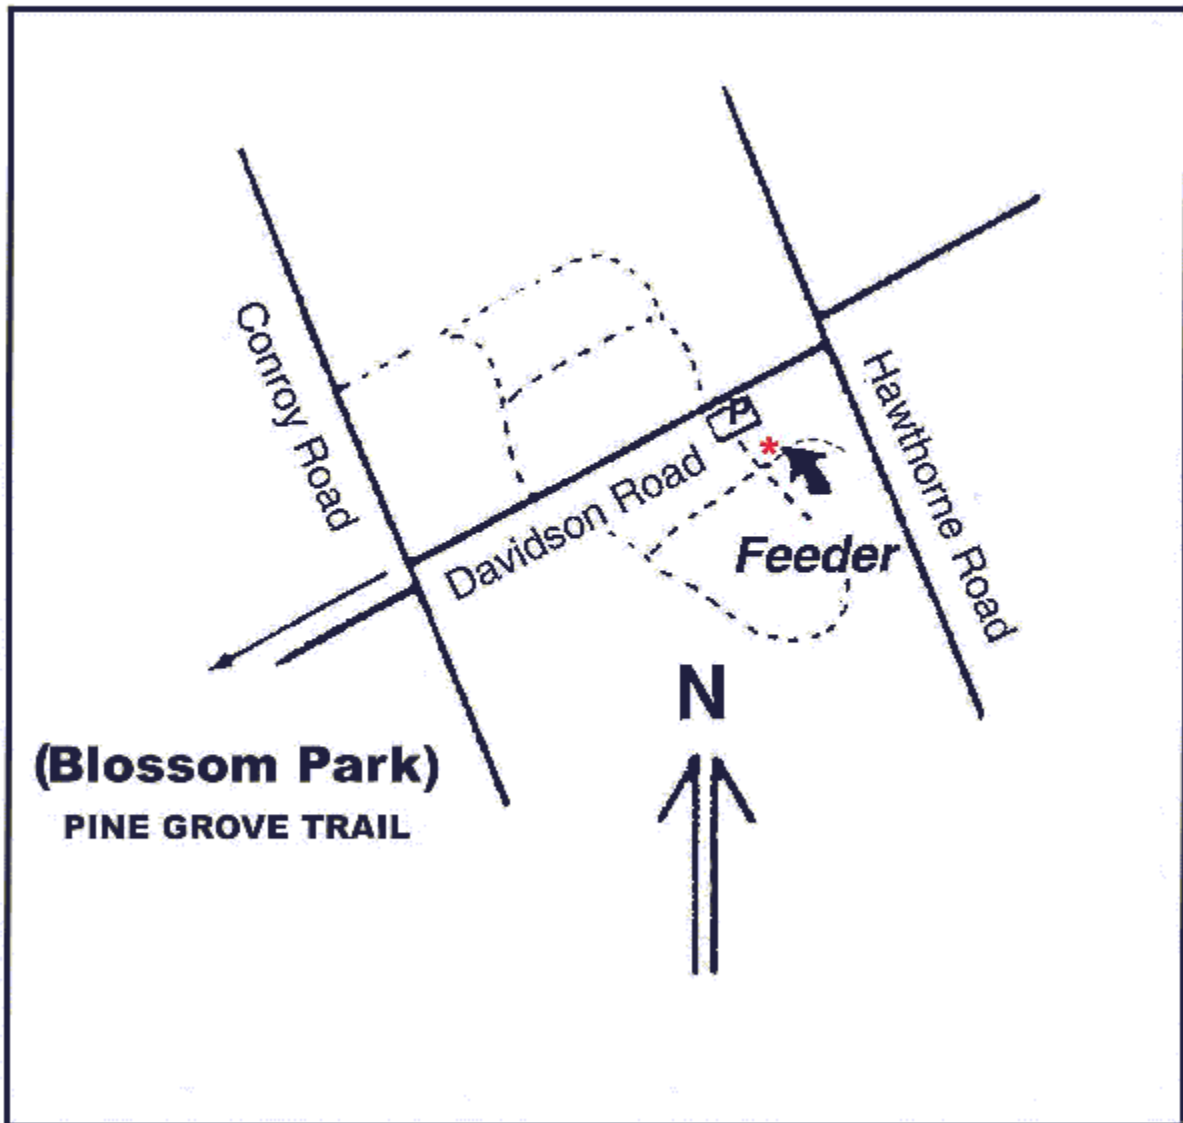 Conroy Road
Hawthorne Road
P
*
Davidson Road
Feeder
N
(Blossom Park)
PINE GROVE TRAIL